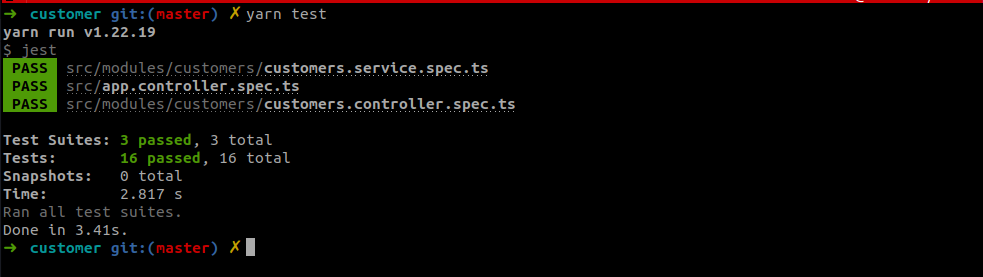 ➜ customer git:(master) ✗ yarn test
yarn run v1.22.19
$ jest
PASS src/modules/customers/customers.service.spec.ts
PASS src/app.controller.spec.ts
PASS src/modules/customers/customers.controller.spec.ts
Test Suites: 3 passed, 3 total
Tests: 16 passed, 16 total
Snapshots: 0 total
Time: 2.817 s
Ran all test suites.
Done in 3.41s.
➜ customer git:(master) ✗